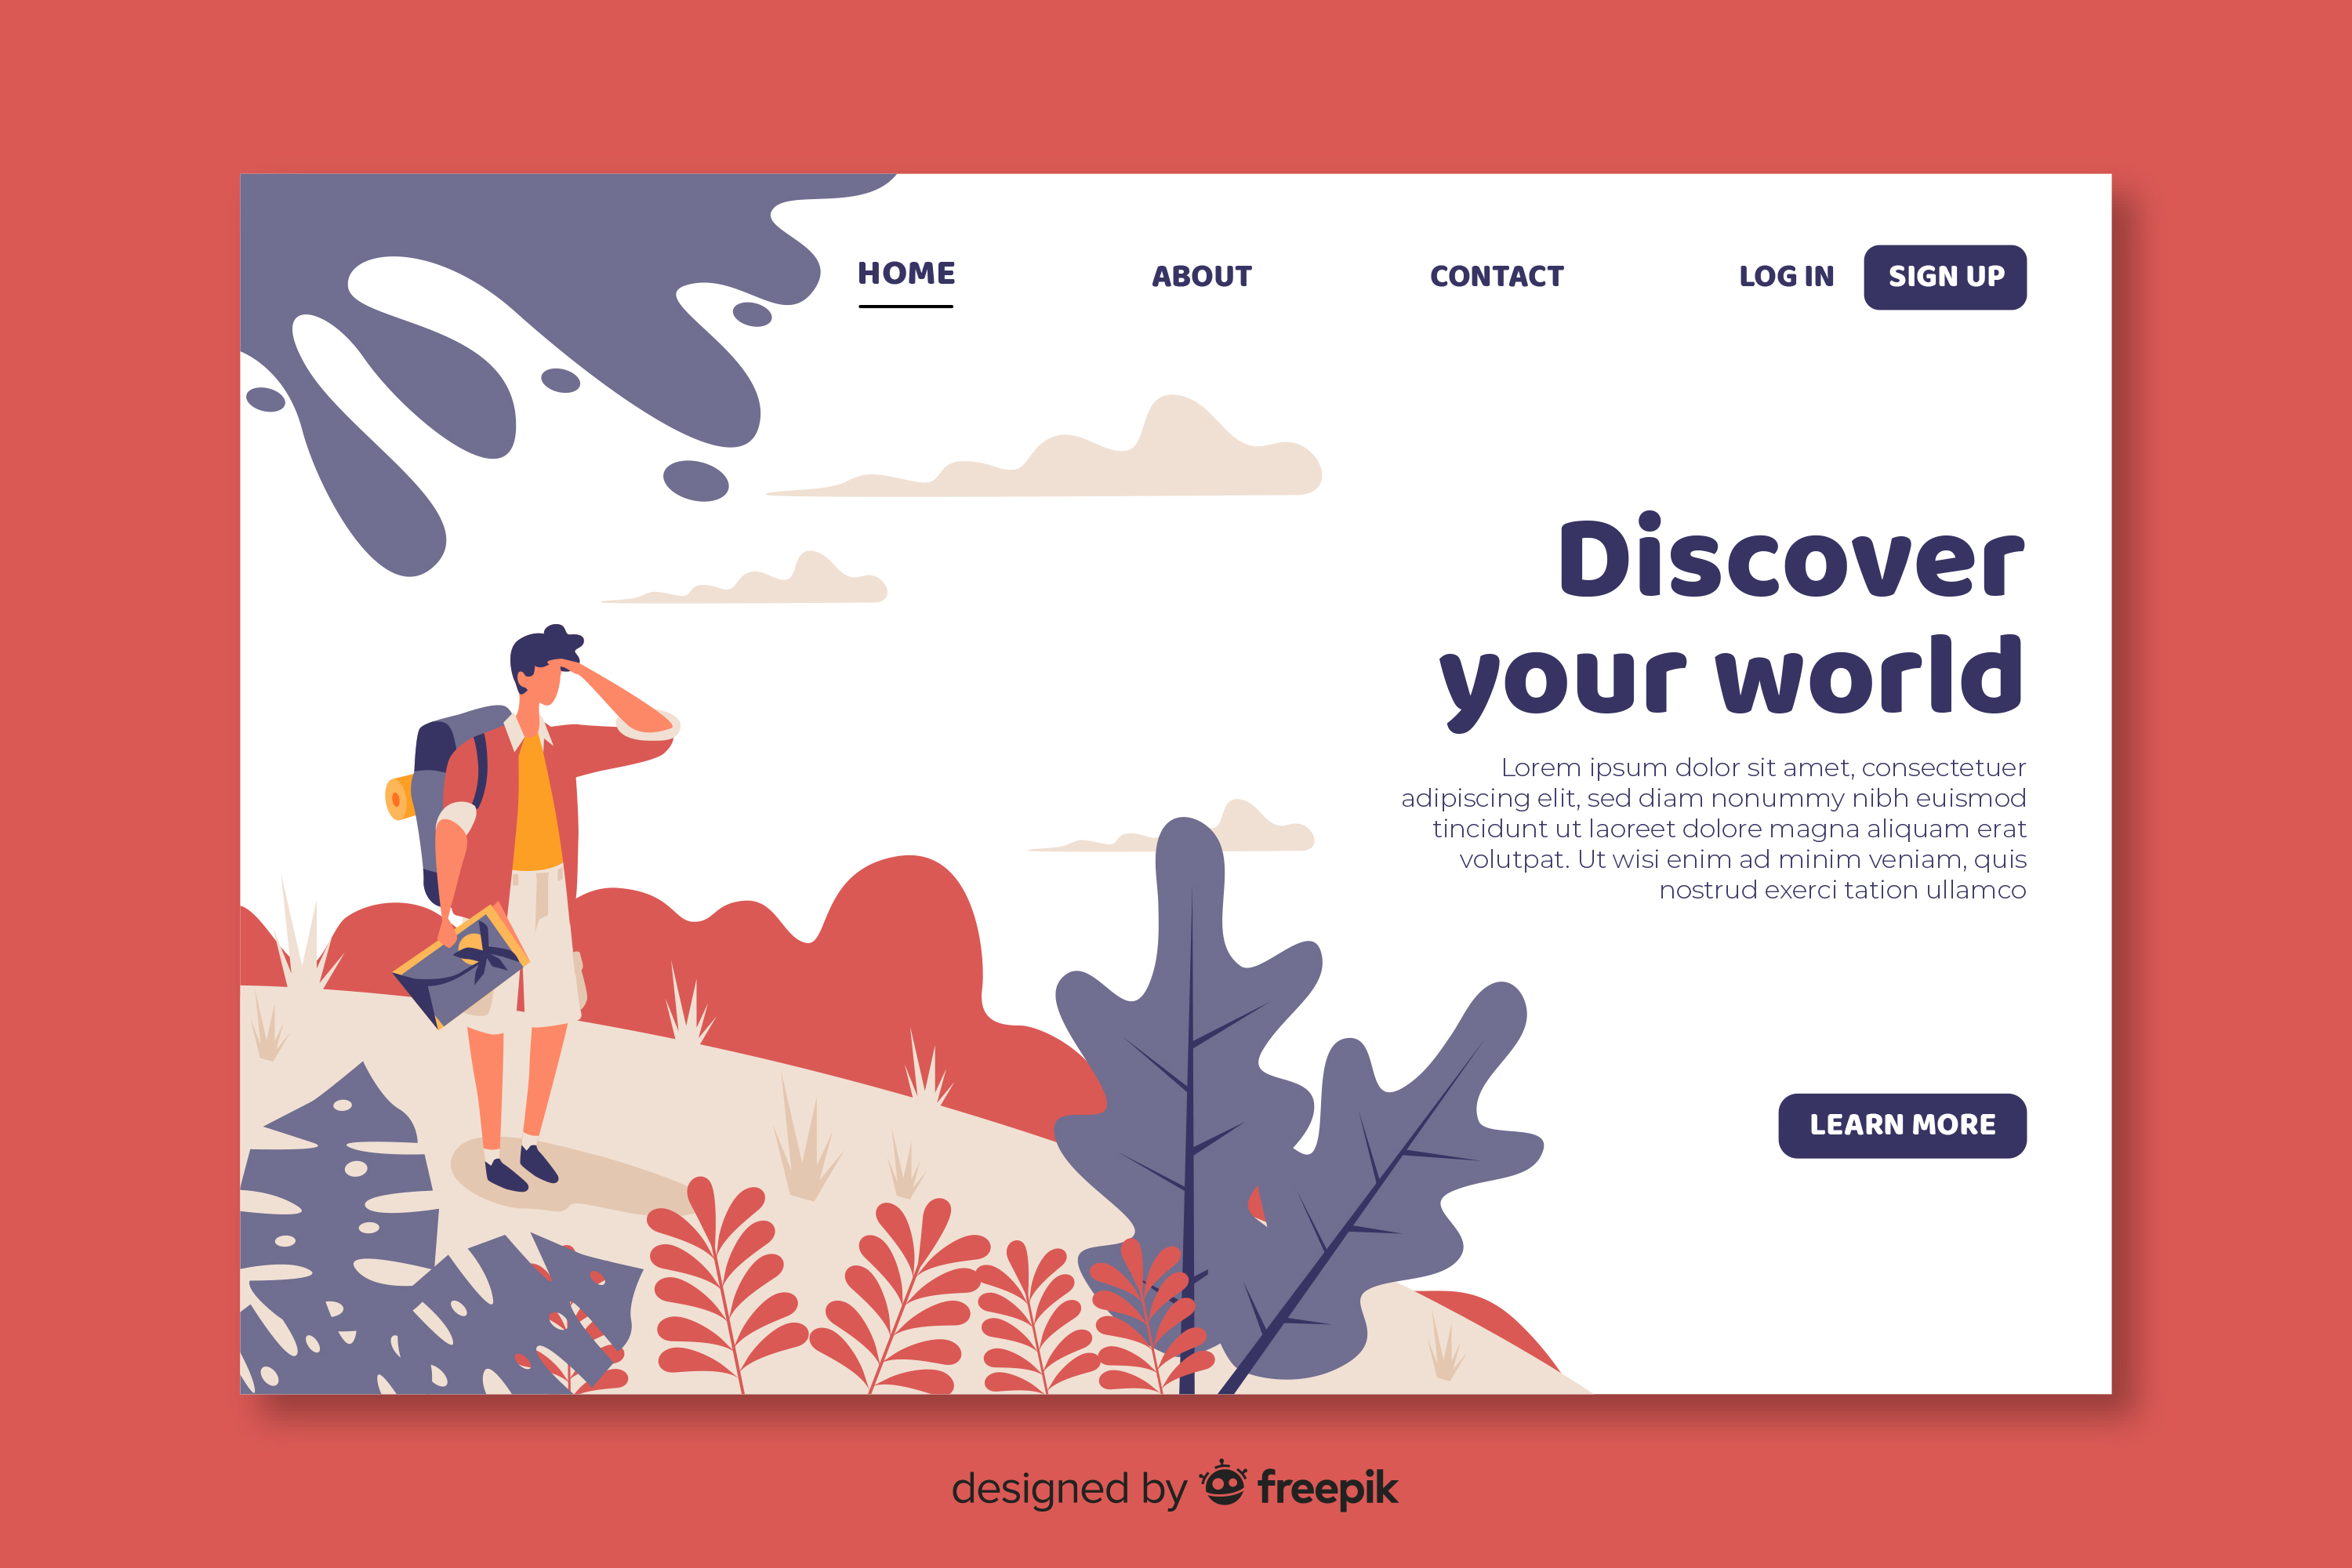 HOME ABOUT CONTACT LOG IN SIGN UP
Discover
your world
Lorem ipsum dolor sit amet, consectetuer
adipiscing elit, sed diam nonummy nibh euismod
tincidunt ut laoreet dolore magna aliquam erat
volutpat. Ut wisi enim ad minim veniam, quis
nostrud exerci tation ullamco
LEARN MORE
designed by freepik